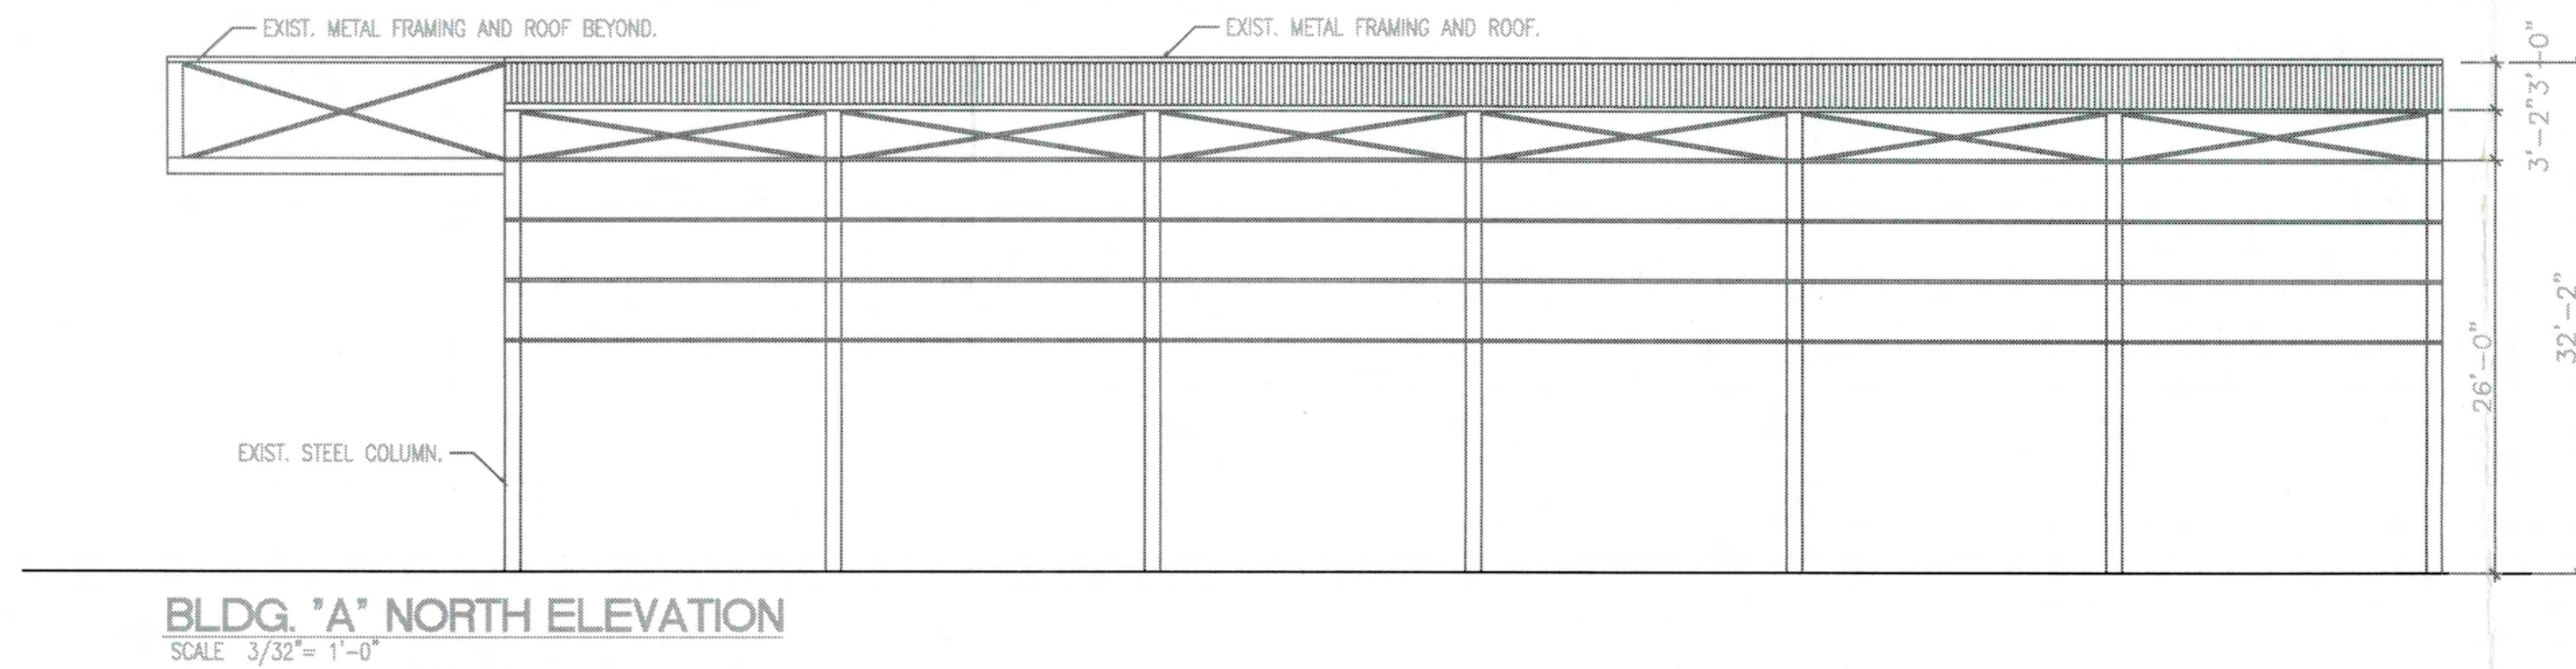 EXIST. METAL FRAMING AND ROOF BEYOND.
EXIST. METAL FRAMING AND ROOF.
3'-0"
3'-2"
26'-0"
32'-2"
EXIST. STEEL COLUMN.
BLDG. "A" NORTH ELEVATION
SCALE 3/32"= 1'-0"